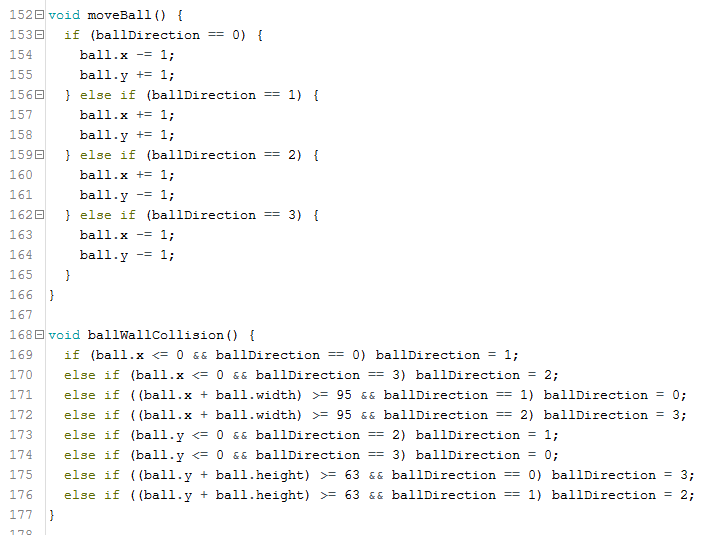 152 void moveBall() {
153   if (ballDirection == 0) {
154     ball.x -= 1;
155     ball.y += 1;
156   } else if (ballDirection == 1) {
157     ball.x += 1;
158     ball.y += 1;
159   } else if (ballDirection == 2) {
160     ball.x += 1;
161     ball.y -= 1;
162   } else if (ballDirection == 3) {
163     ball.x -= 1;
164     ball.y -= 1;
165   }
166 }
167
168 void ballWallCollision() {
169   if (ball.x <= 0 && ballDirection == 0) ballDirection = 1;
170   else if (ball.x <= 0 && ballDirection == 3) ballDirection = 2;
171   else if ((ball.x + ball.width) >= 95 && ballDirection == 1) ballDirection = 0;
172   else if ((ball.x + ball.width) >= 95 && ballDirection == 2) ballDirection = 3;
173   else if (ball.y <= 0 && ballDirection == 2) ballDirection = 1;
174   else if (ball.y <= 0 && ballDirection == 3) ballDirection = 0;
175   else if ((ball.y + ball.height) >= 63 && ballDirection == 0) ballDirection = 3;
176   else if ((ball.y + ball.height) >= 63 && ballDirection == 1) ballDirection = 2;
177 }